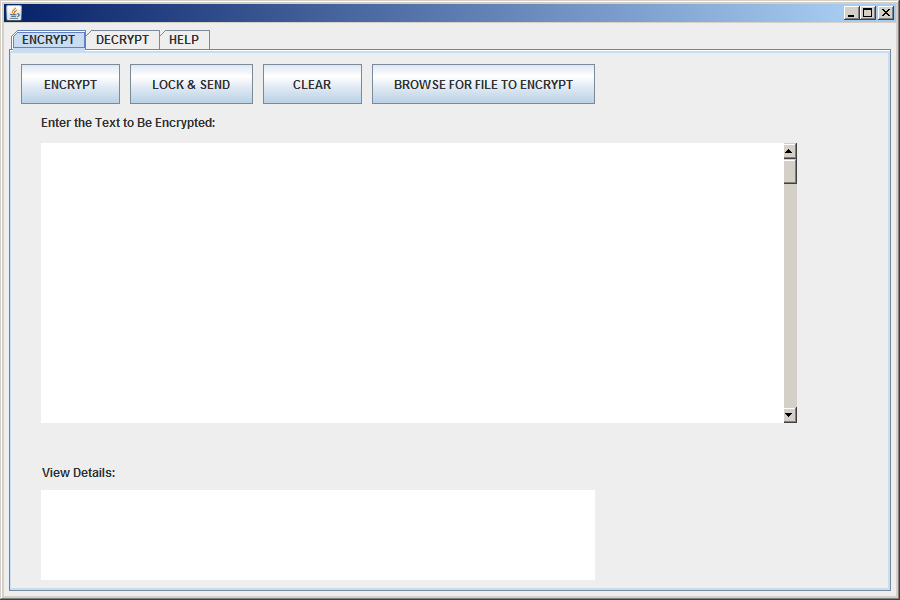 ENCRYPT DECRYPT HELP
ENCRYPT LOCK & SEND CLEAR BROWSE FOR FILE TO ENCRYPT
Enter the Text to Be Encrypted:
View Details: